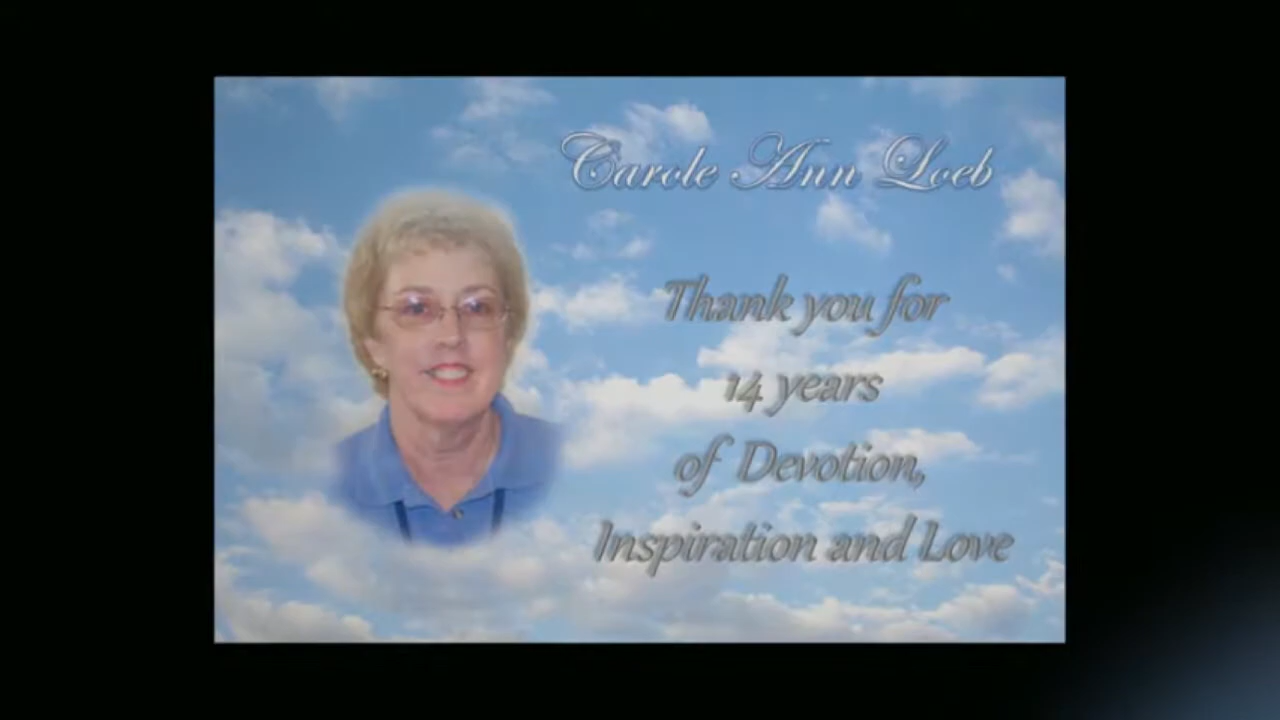 Carole Ann Loeb
Thank you for
14 years
of Devotion,
Inspiration and Love